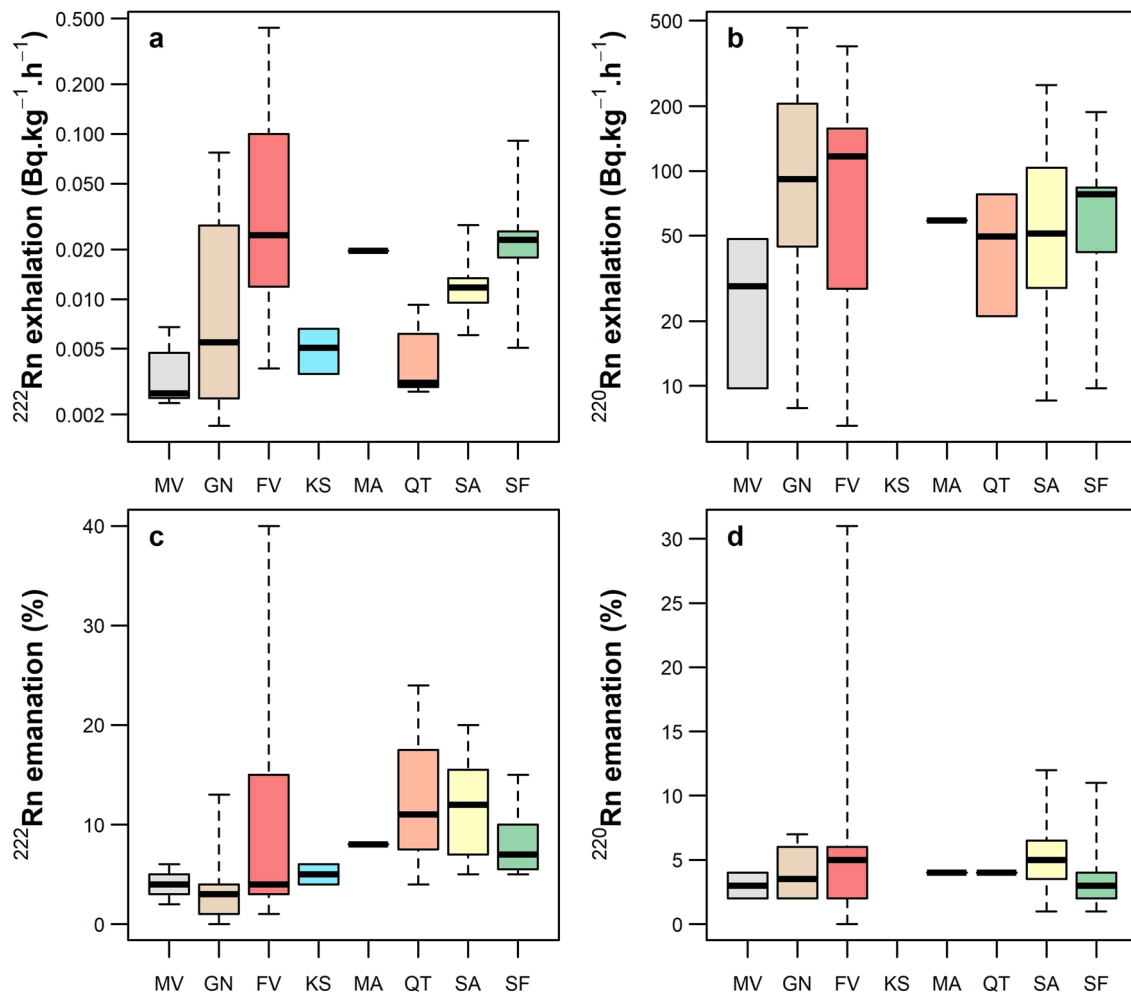 a
²²²Rn exhalation (Bq.kg⁻¹.h⁻¹)
0.500
0.200
0.100
0.050
0.020
0.010
0.005
0.002
MV GN FV KS MA QT SA SF
b
²²⁰Rn exhalation (Bq.kg⁻¹.h⁻¹)
500
200
100
50
20
10
MV GN FV KS MA QT SA SF
c
²²²Rn emanation (%)
40
30
20
10
0
MV GN FV KS MA QT SA SF
d
²²⁰Rn emanation (%)
30
25
20
15
10
5
0
MV GN FV KS MA QT SA SF